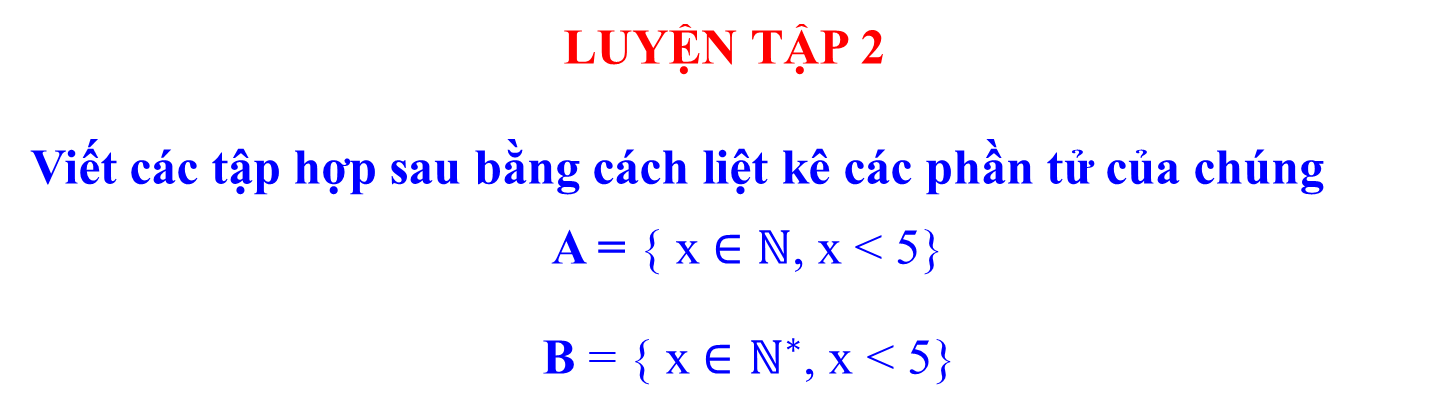 LUYỆN TẬP 2
Viết các tập hợp sau bằng cách liệt kê các phần tử của chúng
A = { x ∈ ℕ, x < 5}
B = { x ∈ ℕ*, x < 5}